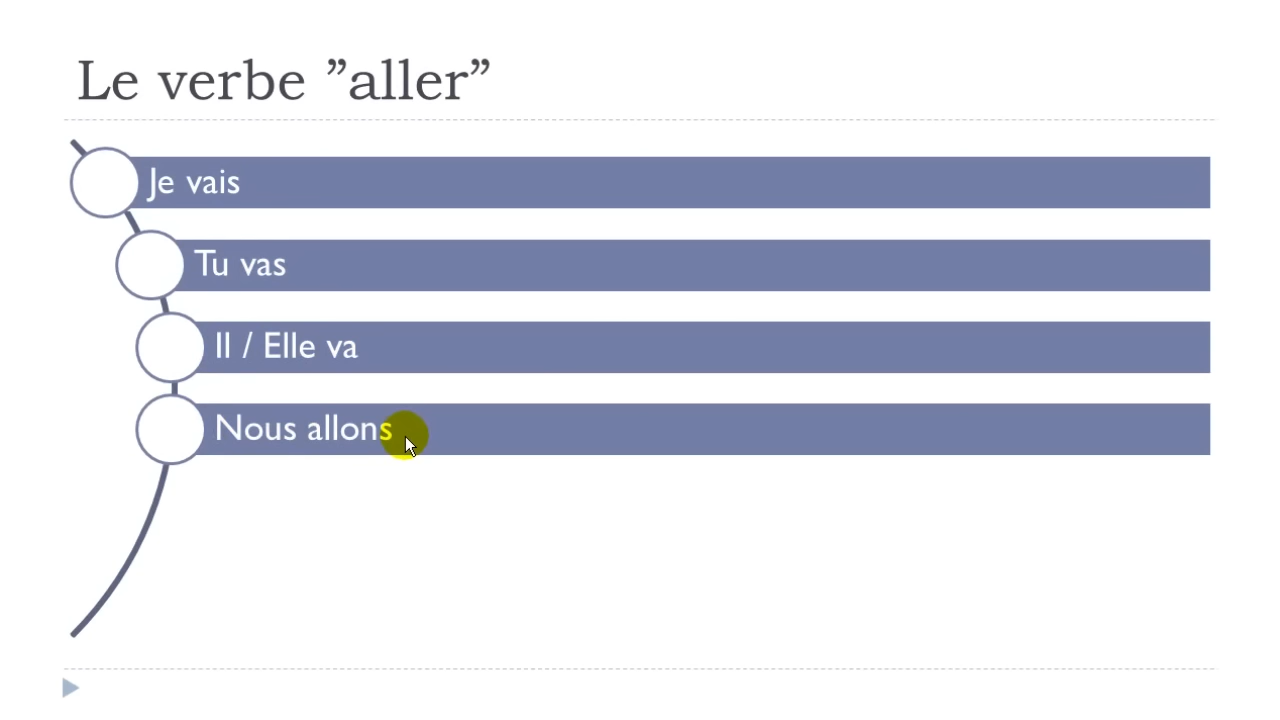 Le verbe ”aller”
Je vais
Tu vas
Il / Elle va
Nous allons